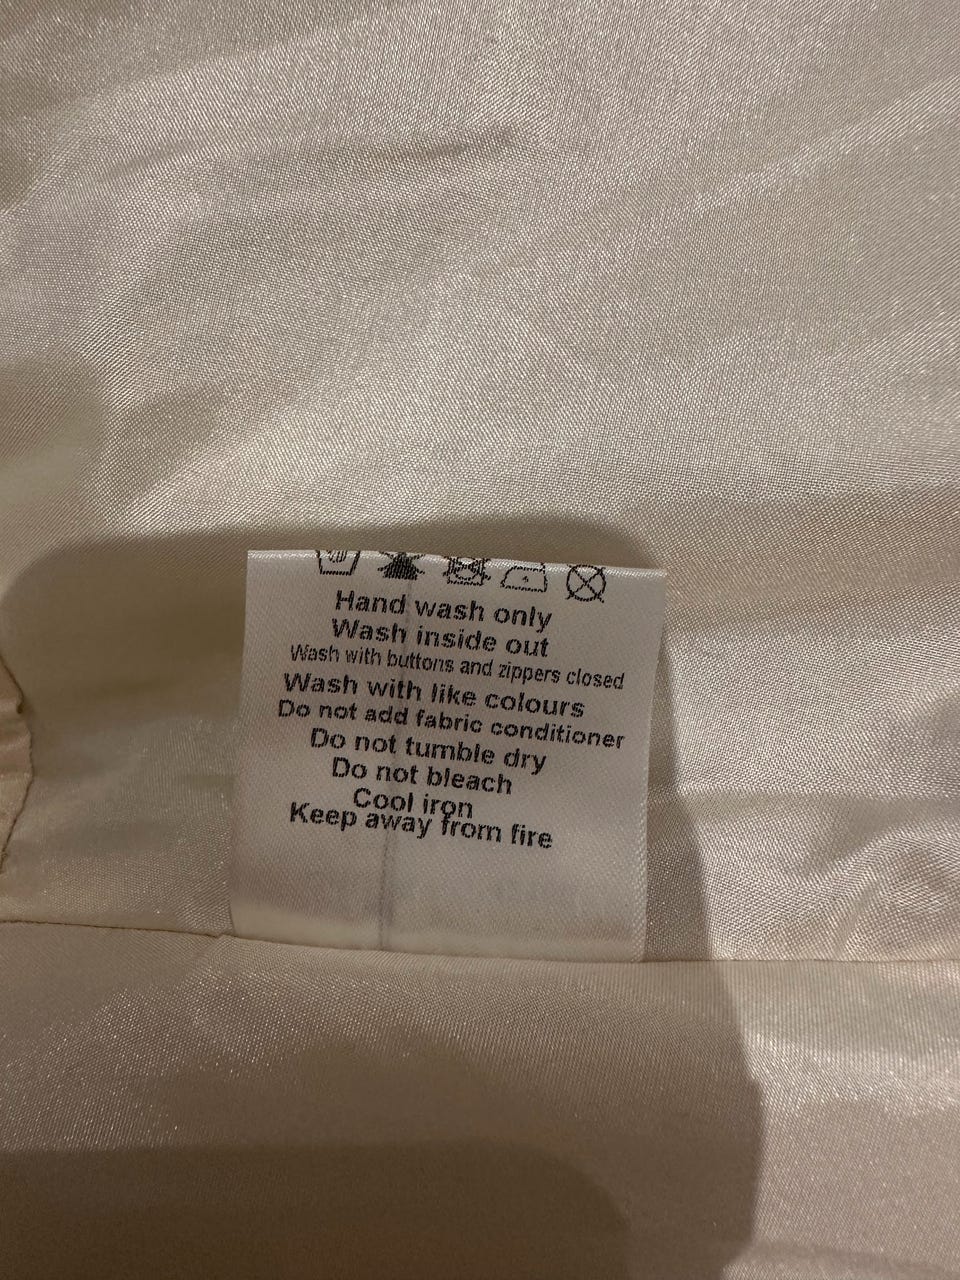 Hand wash only
Wash inside out
Wash with buttons and zippers closed
Wash with like colours
Do not add fabric conditioner
Do not tumble dry
Do not bleach
Cool iron
Keep away from fire